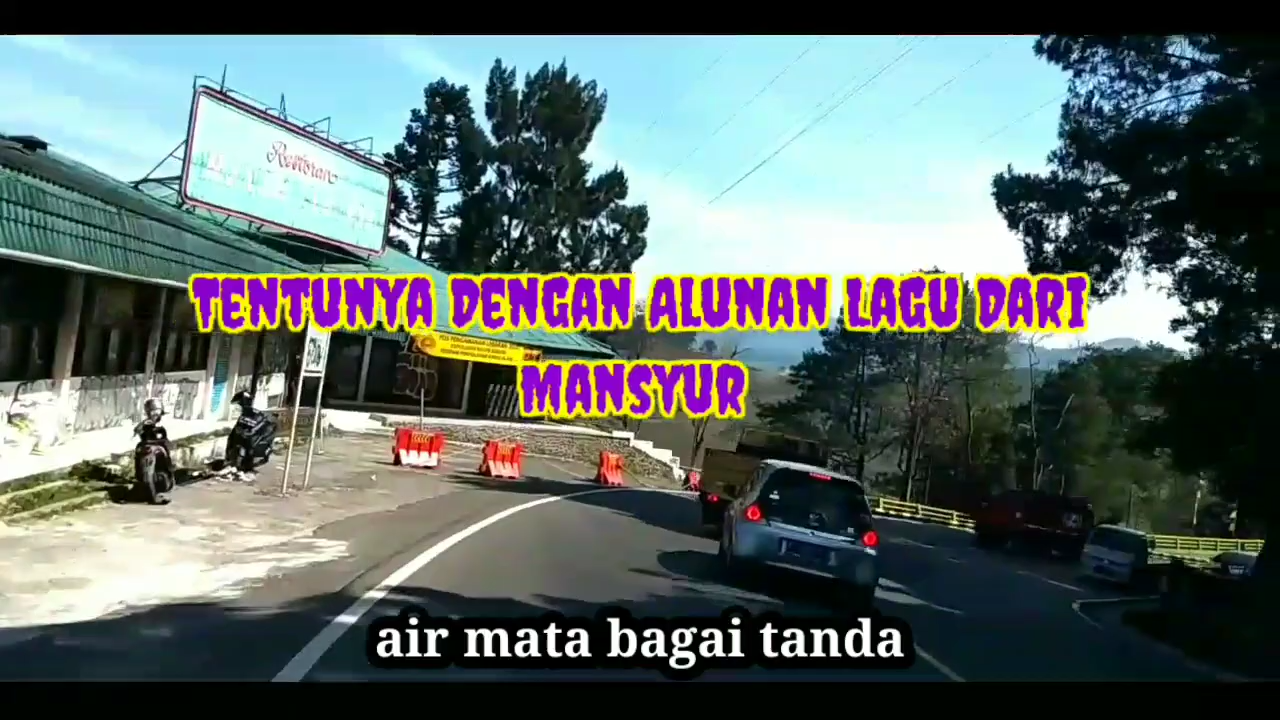 Restoran
TENTUNYA DENGAN ALUNAN LAGU DARI
MANSYUR
air mata bagai tanda